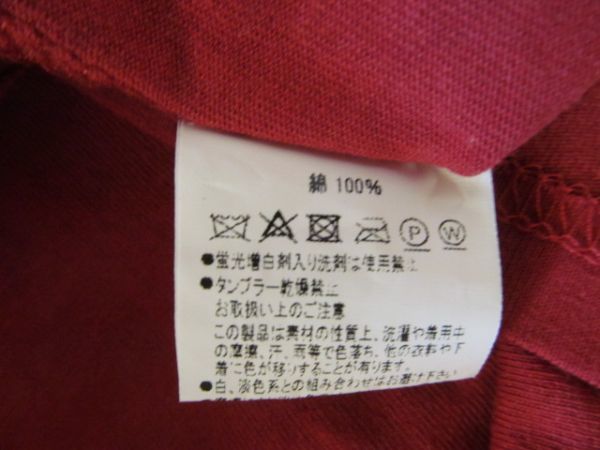 綿 100%
P W
●蛍光増白剤入り洗剤は使用禁止
●タンブラー乾燥禁止
お取扱い上のご注意
この製品は素材の性質上、洗濯や着用中
の摩擦、汗、雨等で色落ち、他の衣料や下
着に色が移りすることが有ります。
●白、淡色系との組み合わせはお避け下さい